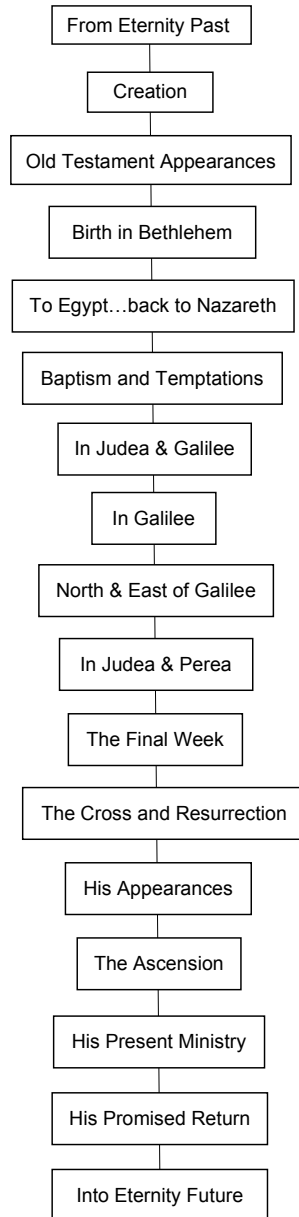 From Eternity Past
Creation
Old Testament Appearances
Birth in Bethlehem
To Egypt…back to Nazareth
Baptism and Temptations
In Judea & Galilee
In Galilee
North & East of Galilee
In Judea & Perea
The Final Week
The Cross and Resurrection
His Appearances
The Ascension
His Present Ministry
His Promised Return
Into Eternity Future